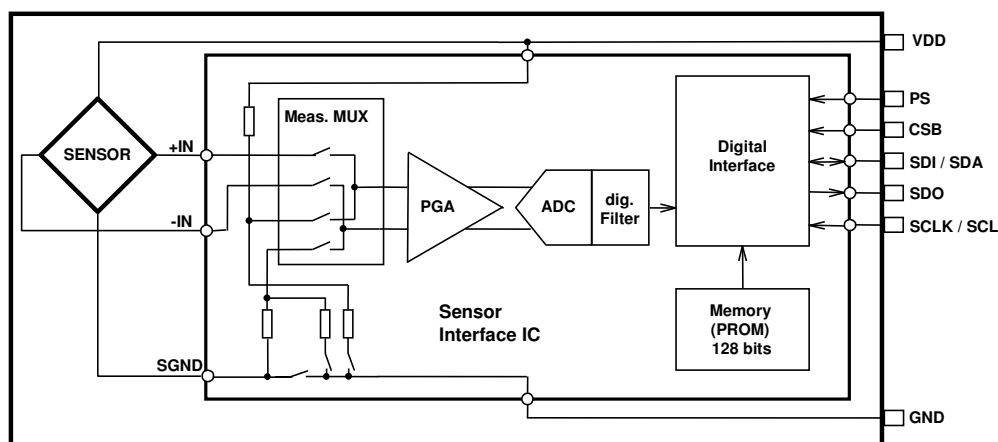 VDD
Meas. MUX
PS
+IN
CSB
SENSOR
Digital
Interface
SDI / SDA
PGA
ADC
dig.
Filter
SDO
-IN
SCLK / SCL
Sensor
Interface IC
Memory
(PROM)
128 bits
SGND
GND